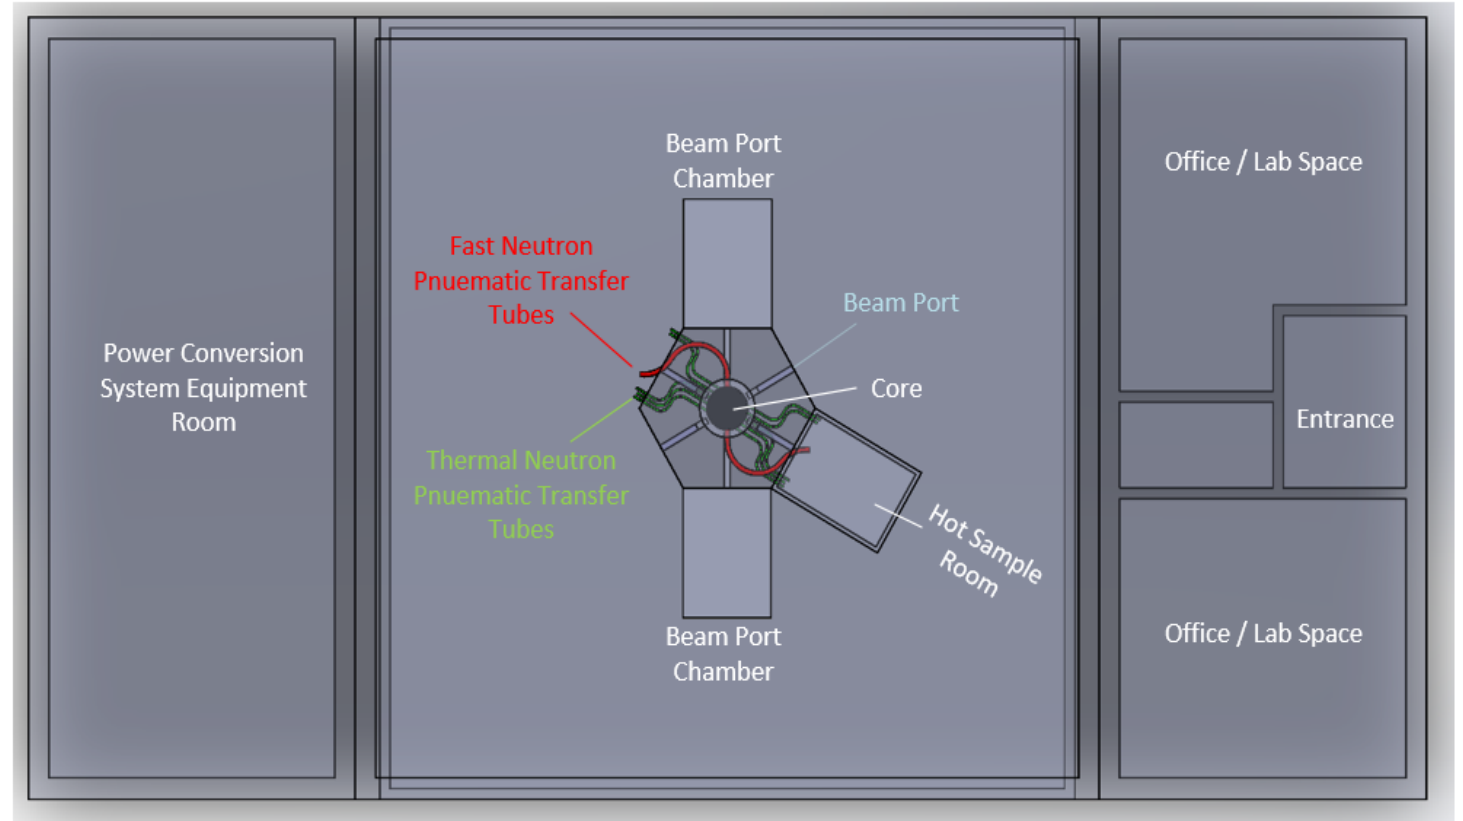 Beam Port
Chamber
Fast Neutron
Pnuematic Transfer
Tubes
Beam Port
Core
Thermal Neutron
Pnuematic Transfer
Tubes
Hot Sample
Room
Beam Port
Chamber
Power Conversion
System Equipment
Room
Office / Lab Space
Entrance
Office / Lab Space